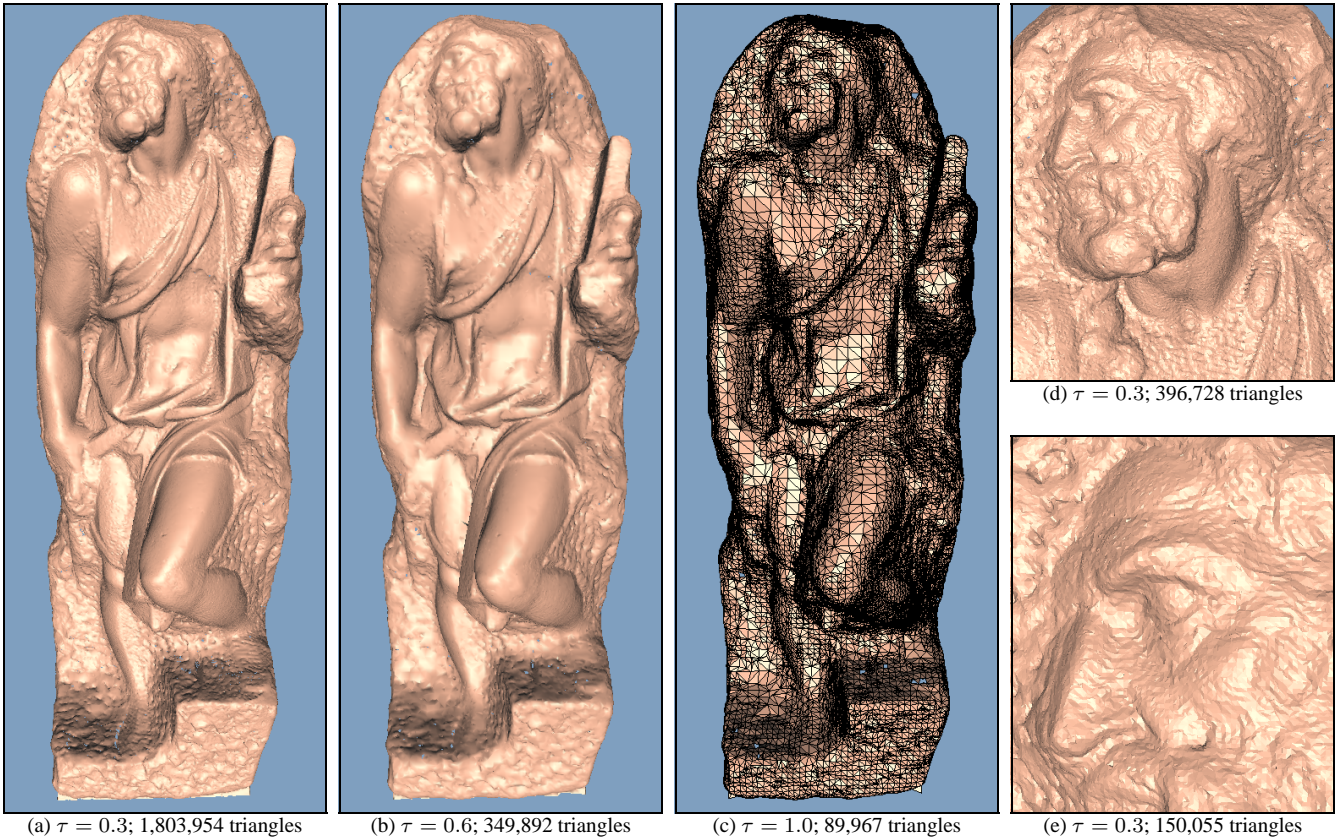 (a) τ = 0.3; 1,803,954 triangles
(b) τ = 0.6; 349,892 triangles
(c) τ = 1.0; 89,967 triangles
(d) τ = 0.3; 396,728 triangles
(e) τ = 0.3; 150,055 triangles